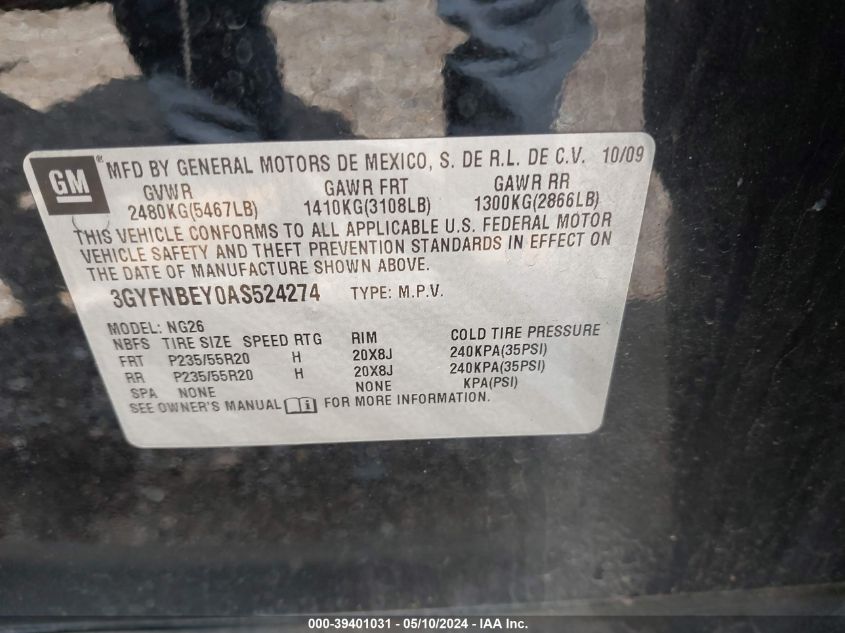 GM® MFD BY GENERAL MOTORS DE MEXICO, S. DE R.L. DE C.V. 10/09
GVWR GAWR FRT GAWR RR
2480KG(5467LB) 1410KG(3108LB) 1300KG(2866LB)
THIS VEHICLE CONFORMS TO ALL APPLICABLE U.S. FEDERAL MOTOR
VEHICLE SAFETY AND THEFT PREVENTION STANDARDS IN EFFECT ON
THE DATE OF MANUFACTURE SHOWN ABOVE.
3GYFNBEY0AS524274 TYPE: M.P.V.
MODEL: NG26
NBFS TIRE SIZE SPEED RTG RIM COLD TIRE PRESSURE
FRT P235/55R20 H 20X8J 240KPA(35PSI)
RR P235/55R20 H 20X8J 240KPA(35PSI)
SPA NONE NONE KPA(PSI)
SEE OWNER'S MANUAL FOR MORE INFORMATION.
000-39401031 - 05/10/2024 - IAA Inc.